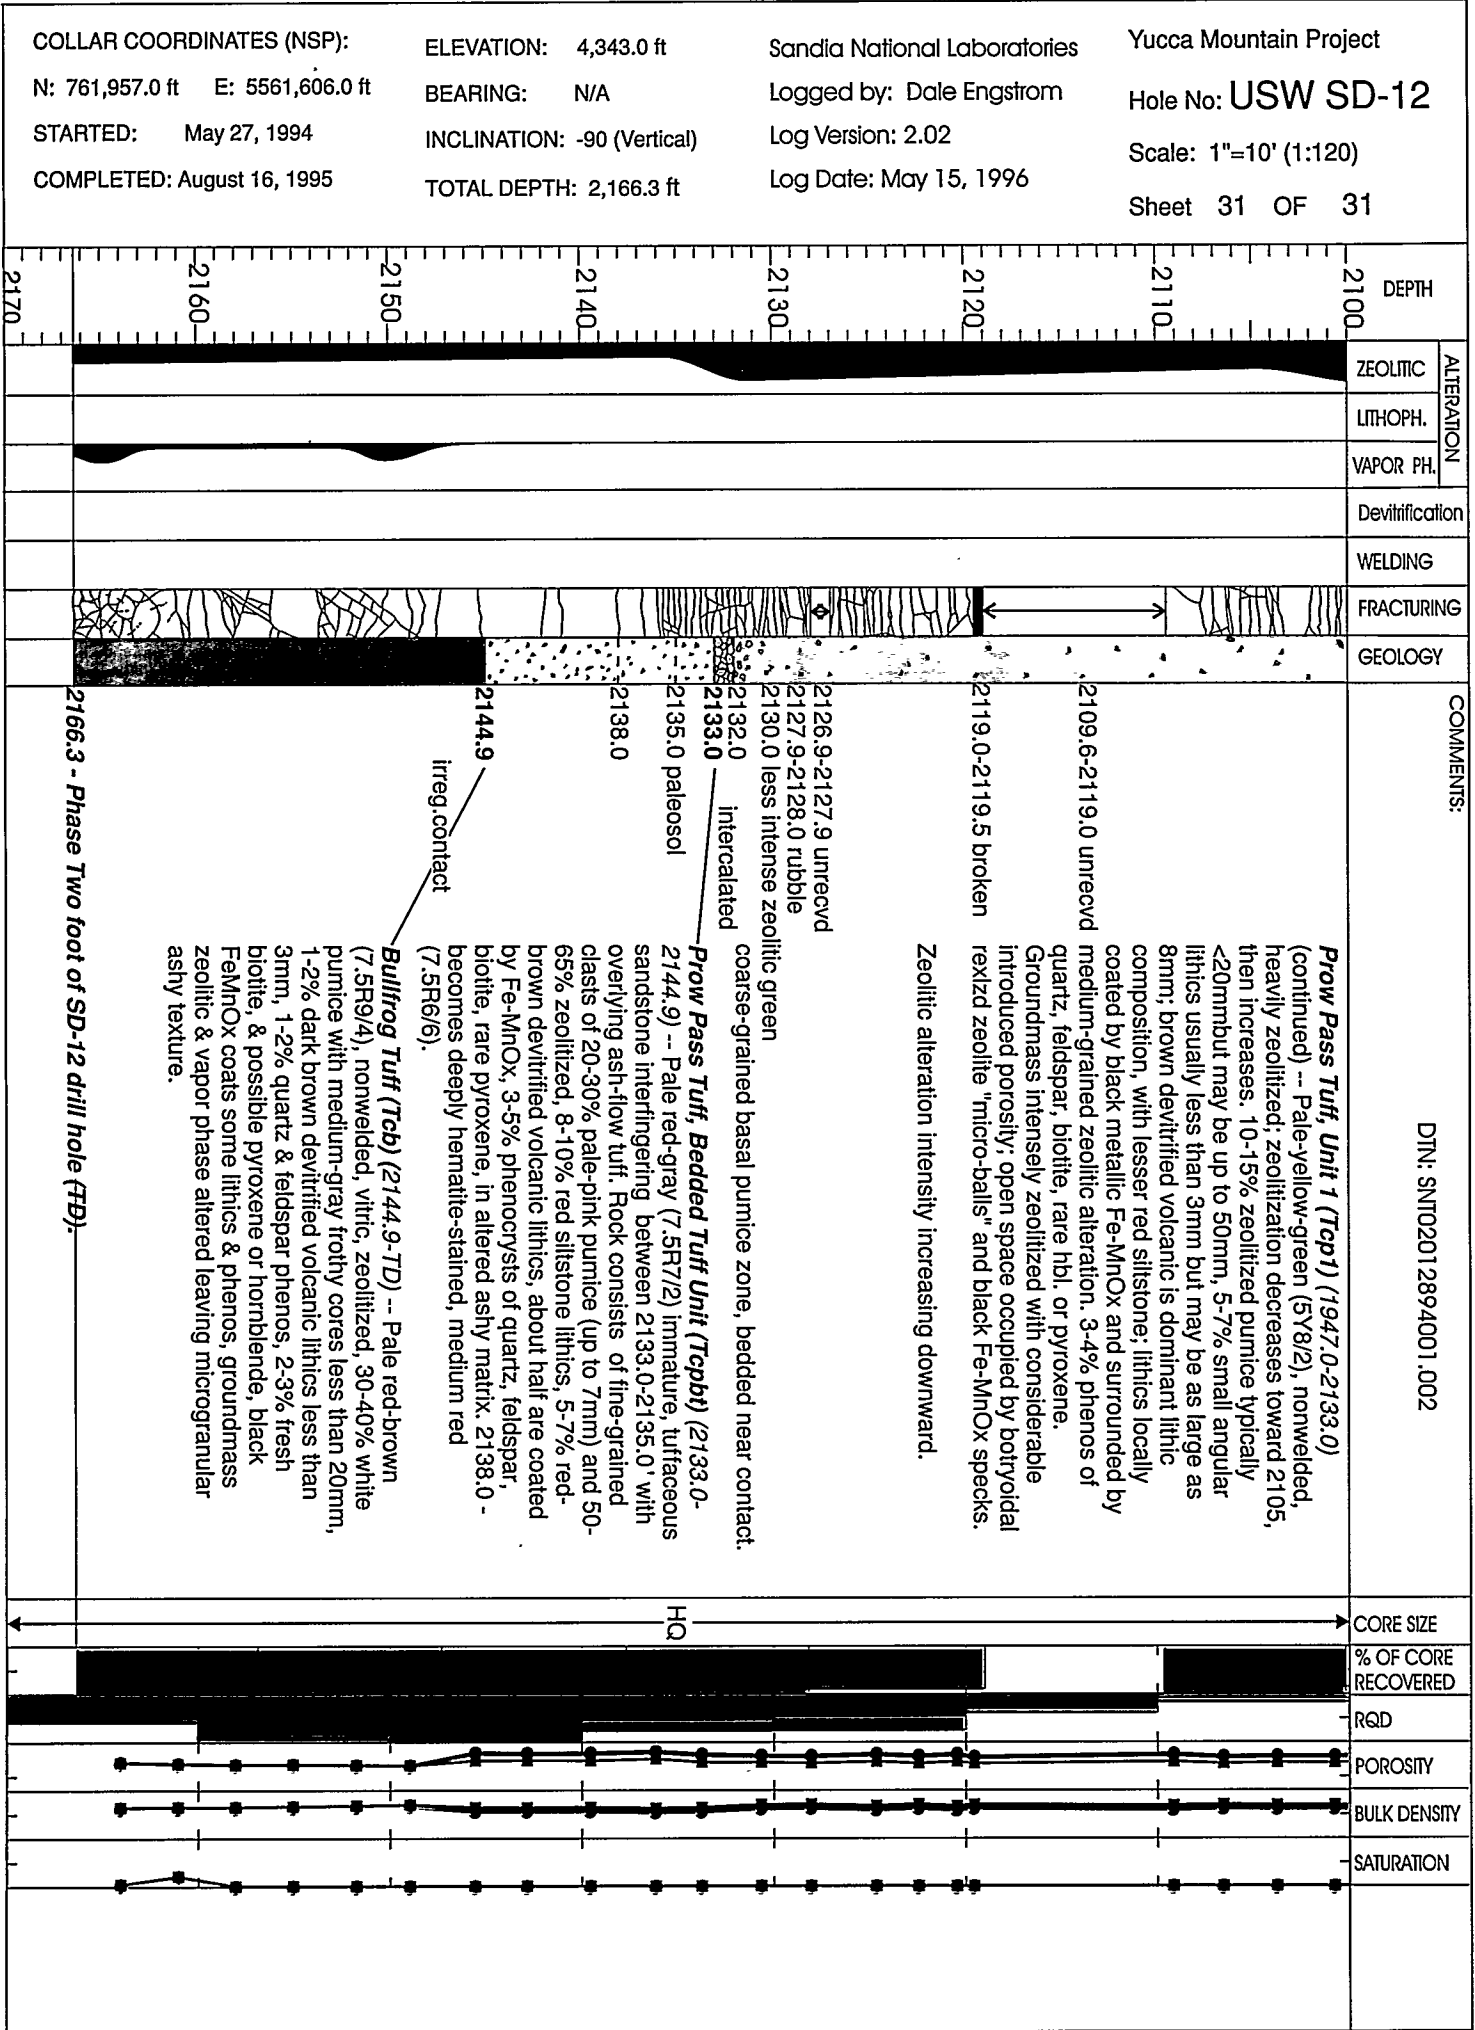 COLLAR COORDINATES (NSP):
N: 761,957.0 ft E: 5561,606.0 ft
STARTED: May 27, 1994
COMPLETED: August 16, 1995
ELEVATION: 4,343.0 ft
BEARING: N/A
INCLINATION: -90 (Vertical)
TOTAL DEPTH: 2,166.3 ft
Sandia National Laboratories
Logged by: Dale Engstrom
Log Version: 2.02
Log Date: May 15, 1996
Yucca Mountain Project
Hole No: USW SD-12
Scale: 1"=10' (1:120)
Sheet 31 OF 31
DEPTH
ALTERATION
ZEOLITIC
LITHOPH.
VAPOR PH.
Devitrification
WELDING
FRACTURING
GEOLOGY
COMMENTS:
DTN: SNT02012894001.002
CORE SIZE
% OF CORE
RECOVERED
RQD
POROSITY
BULK DENSITY
SATURATION
2100
2110
2120
2130
2140
2150
2160
2170
Prow Pass Tuff, Unit 1 (Tcp1) (1947.0-2133.0)
(continued) -- Pale-yellow-green (5Y8/2), nonwelded,
heavily zeolitized; zeolitization decreases toward 2105,
then increases. 10-15% zeolitized pumice typically
<20mmbut may be up to 50mm, 5-7% small angular
lithics usually less than 3mm but may be as large as
8mm; brown devitrified volcanic is dominant lithic
composition, with lesser red siltstone; lithics locally
coated by black metallic Fe-MnOx and surrounded by
medium-grained zeolitic alteration. 3-4% phenos of
quartz, feldspar, biotite, rare hbl. or pyroxene.
Groundmass intensely zeolitized with considerable
introduced porosity; open space occupied by botryoidal
rexlzd zeolite "micro-balls" and black Fe-MnOx specks.
2109.6-2119.0 unrecvd
2119.0-2119.5 broken
Zeolitic alteration intensity increasing downward.
2126.9-2127.9 unrecvd
2127.9-2128.0 rubble
2130.0 less intense zeolitic green
2132.0 intercalated coarse-grained basal pumice zone, bedded near contact.
2133.0
Prow Pass Tuff, Bedded Tuff Unit (Tcpbt) (2133.0-
2144.9) -- Pale red-gray (7.5R7/2) immature, tuffaceous
sandstone interfingering between 2133.0-2135.0' with
overlying ash-flow tuff. Rock consists of fine-grained
clasts of 20-30% pale-pink pumice (up to 7mm) and 50-
65% zeolitized, 8-10% red siltstone lithics, 5-7% red-
brown devitrified volcanic lithics, about half are coated
by Fe-MnOx, 3-5% phenocrysts of quartz, feldspar,
biotite, rare pyroxene, in altered ashy matrix. 2138.0 -
becomes deeply hematite-stained, medium red
(7.5R6/6).
2135.0 paleosol
2138.0
2144.9
irreg.contact
Bullfrog Tuff (Tcb) (2144.9-TD) -- Pale red-brown
(7.5R9/4), nonwelded, vitric, zeolitized, 30-40% white
pumice with medium-gray frothy cores less than 20mm,
1-2% dark brown devitrified volcanic lithics less than
3mm, 1-2% quartz & feldspar phenos, 2-3% fresh
biotite, & possible pyroxene or hornblende, black
FeMnOx coats some lithics & phenos, groundmass
zeolitic & vapor phase altered leaving microgranular
ashy texture.
2166.3 - Phase Two foot of SD-12 drill hole (TD).
HQ